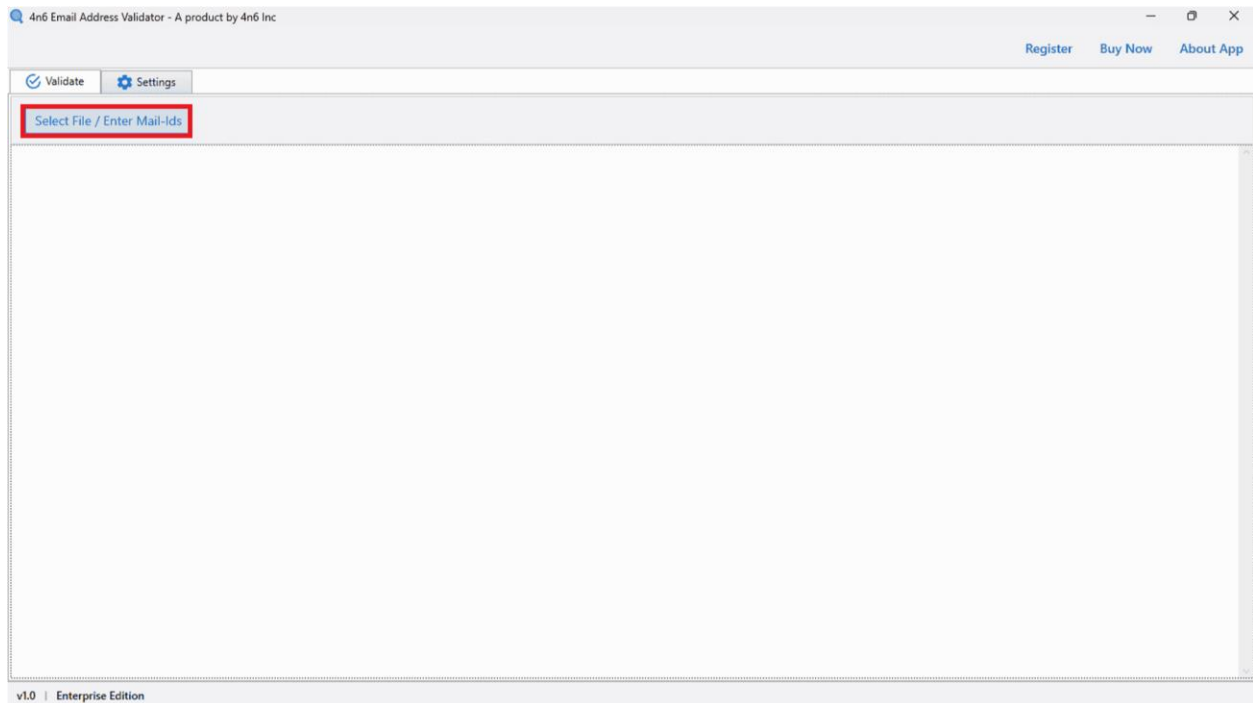 4n6 Email Address Validator - A product by 4n6 Inc
Register Buy Now About App
Validate Settings
Select File / Enter Mail-Ids
v1.0 | Enterprise Edition